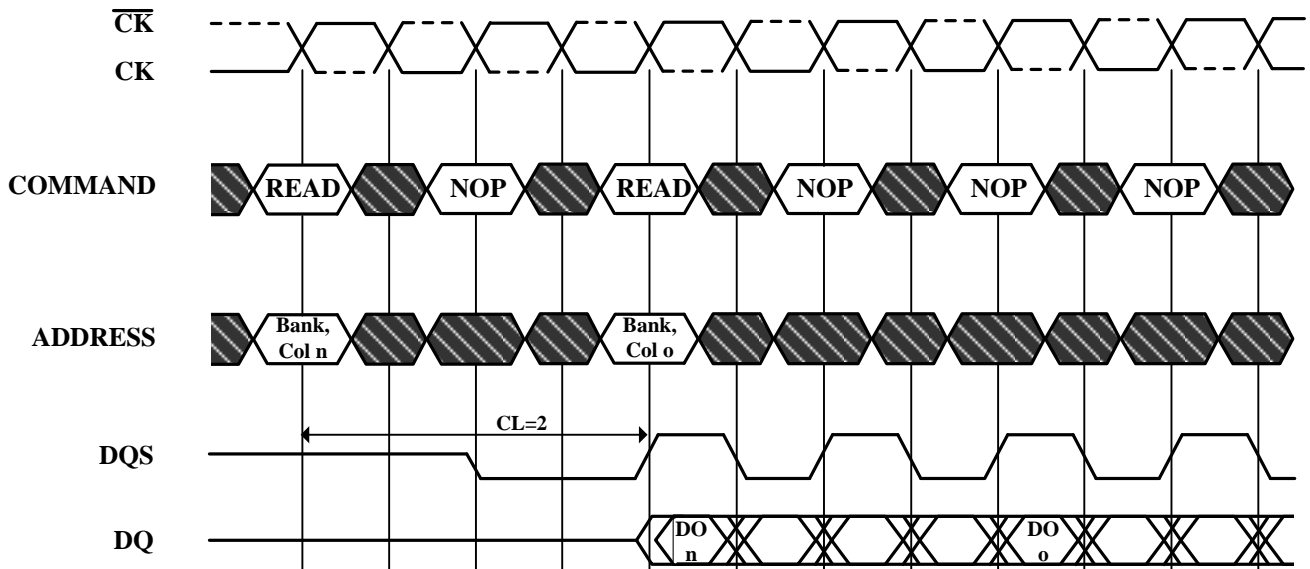 C̅K̅
CK
COMMAND
READ
NOP
READ
NOP
NOP
NOP
ADDRESS
Bank,
Col n
Bank,
Col o
CL=2
DQS
DQ
DO
n
DO
o